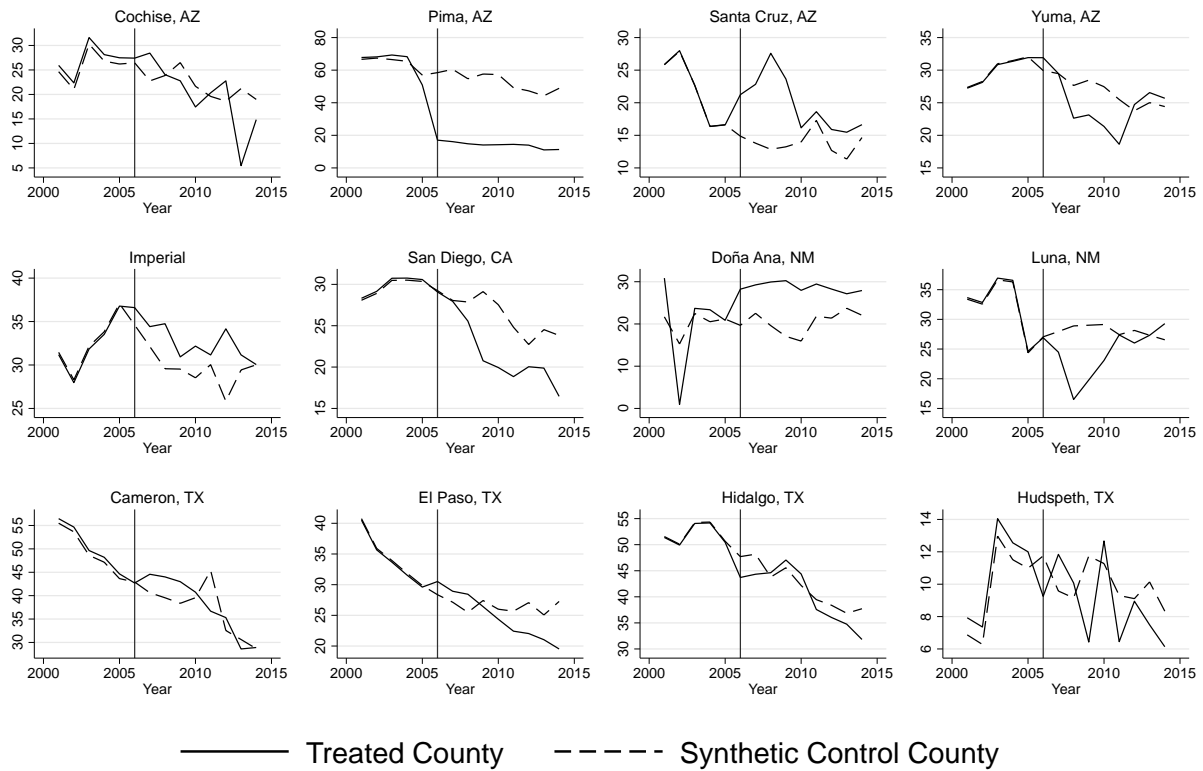 Cochise, AZ
5 10 15 20 25 30
2000 2005 2010 2015
Year
Pima, AZ
0 20 40 60 80
2000 2005 2010 2015
Year
Santa Cruz, AZ
10 15 20 25 30
2000 2005 2010 2015
Year
Yuma, AZ
15 20 25 30 35
2000 2005 2010 2015
Year
Imperial
25 30 35 40
2000 2005 2010 2015
Year
San Diego, CA
15 20 25 30
2000 2005 2010 2015
Year
Doña Ana, NM
0 10 20 30
2000 2005 2010 2015
Year
Luna, NM
15 20 25 30 35
2000 2005 2010 2015
Year
Cameron, TX
30 35 40 45 50 55
2000 2005 2010 2015
Year
El Paso, TX
20 25 30 35 40
2000 2005 2010 2015
Year
Hidalgo, TX
30 35 40 45 50 55
2000 2005 2010 2015
Year
Hudspeth, TX
6 8 10 12 14
2000 2005 2010 2015
Year
Treated County Synthetic Control County